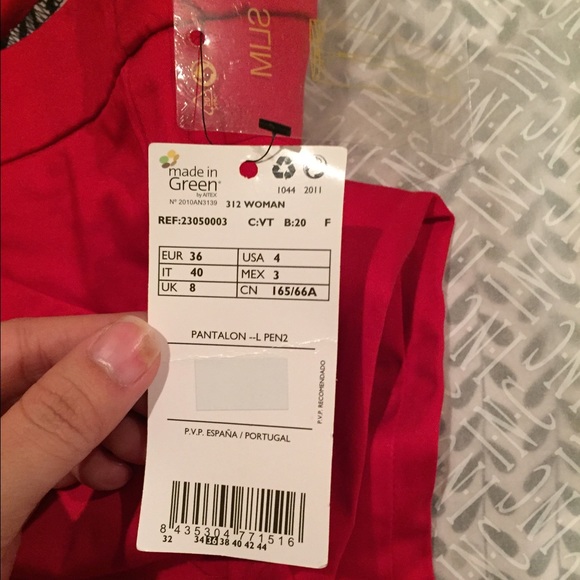 SLIM
made in
Green®
by AITEX
Nº 2010AN3139
1044 2011
312 WOMAN
REF:23050003 C:VT B:20 F
EUR 36 USA 4
IT 40 MEX 3
UK 8 CN 165/66A
PANTALON --L PEN2
P.V.P. RECOMENDADO
P.V.P. ESPAÑA / PORTUGAL
8 435304 771516
32 34 36 38 40 42 44